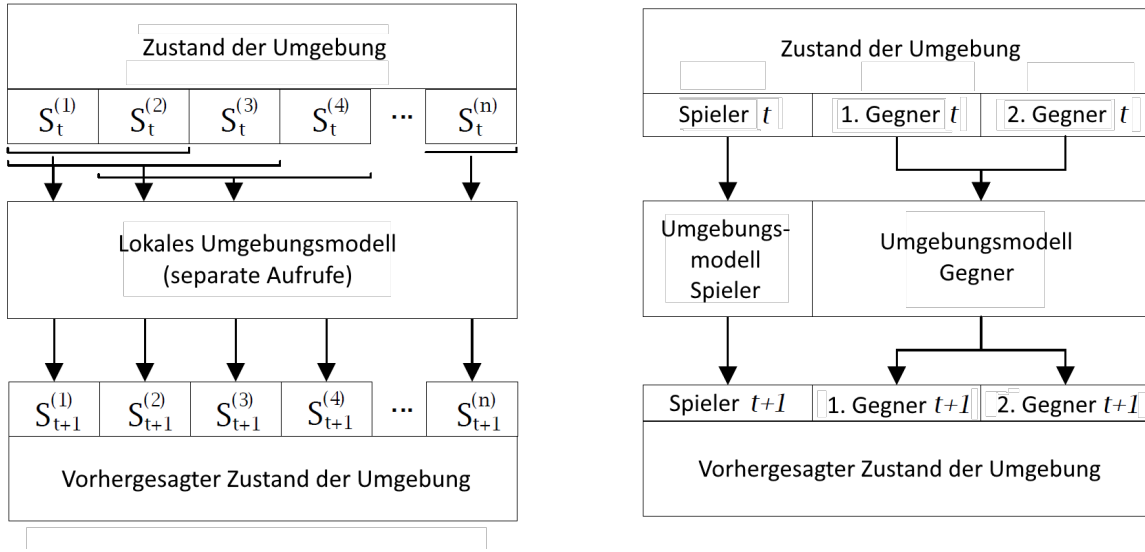 Zustand der Umgebung
S_t^(1) S_t^(2) S_t^(3) S_t^(4) ... S_t^(n)
Lokales Umgebungsmodell
(separate Aufrufe)
S_t+1^(1) S_t+1^(2) S_t+1^(3) S_t+1^(4) ... S_t+1^(n)
Vorhergesagter Zustand der Umgebung
Zustand der Umgebung
Spieler t 1. Gegner t 2. Gegner t
Umgebungs-
modell
Spieler
Umgebungsmodell
Gegner
Spieler t+1 1. Gegner t+1 2. Gegner t+1
Vorhergesagter Zustand der Umgebung